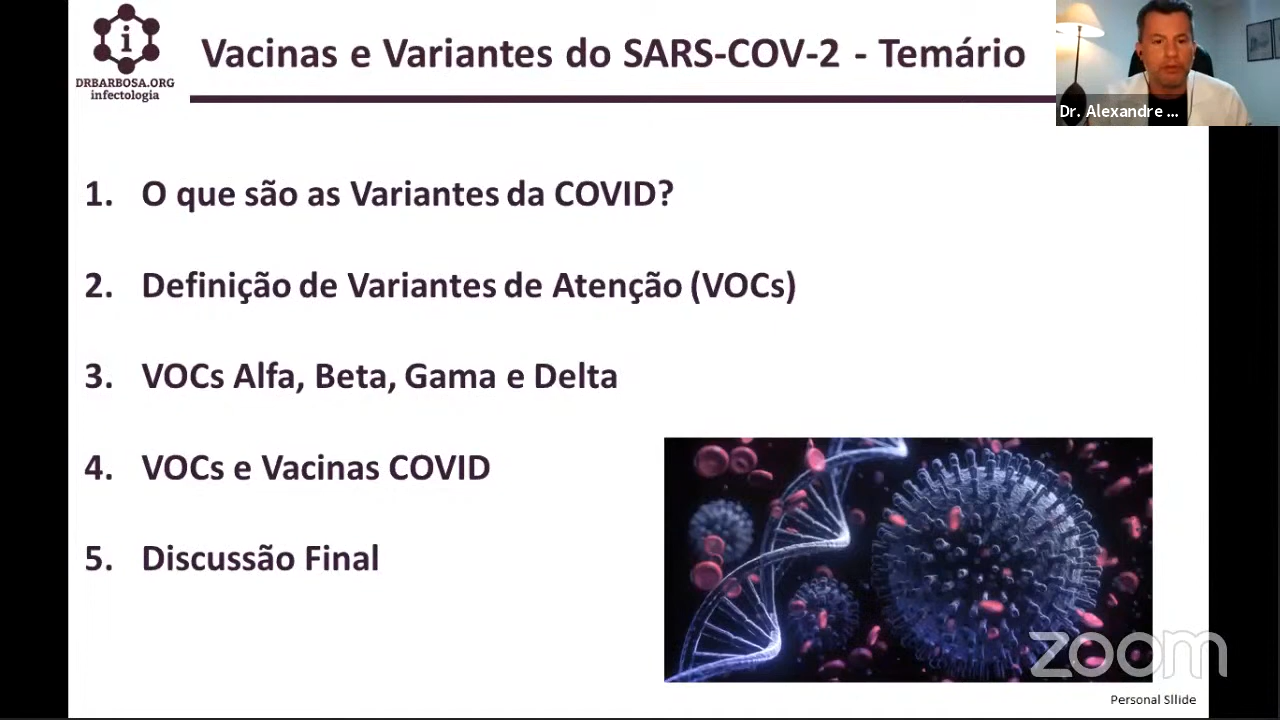 i
DRBARBOSA.ORG
infectologia
Vacinas e Variantes do SARS-COV-2 - Temário
Dr. Alexandre ...
1. O que são as Variantes da COVID?
2. Definição de Variantes de Atenção (VOCs)
3. VOCs Alfa, Beta, Gama e Delta
4. VOCs e Vacinas COVID
5. Discussão Final
zoom
Personal Sllide